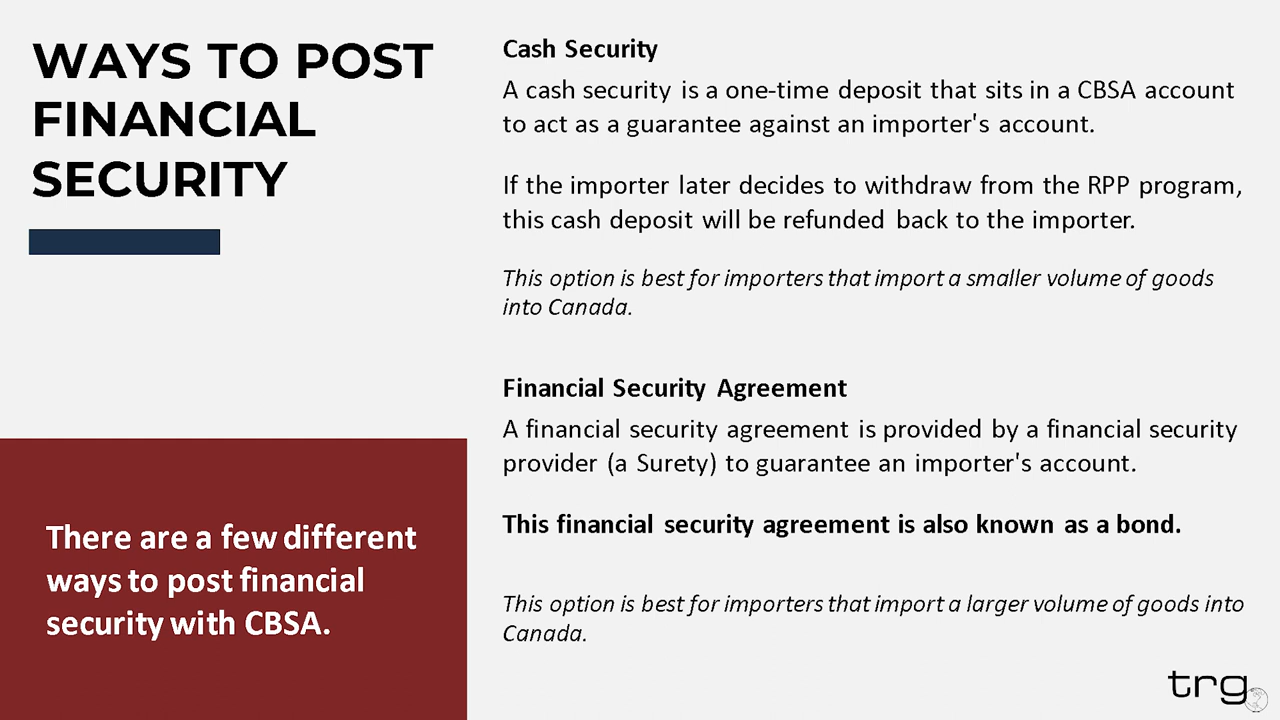 WAYS TO POST
FINANCIAL
SECURITY
There are a few different
ways to post financial
security with CBSA.
Cash Security
A cash security is a one-time deposit that sits in a CBSA account
to act as a guarantee against an importer's account.
If the importer later decides to withdraw from the RPP program,
this cash deposit will be refunded back to the importer.
This option is best for importers that import a smaller volume of goods
into Canada.
Financial Security Agreement
A financial security agreement is provided by a financial security
provider (a Surety) to guarantee an importer's account.
This financial security agreement is also known as a bond.
This option is best for importers that import a larger volume of goods into
Canada.
trg